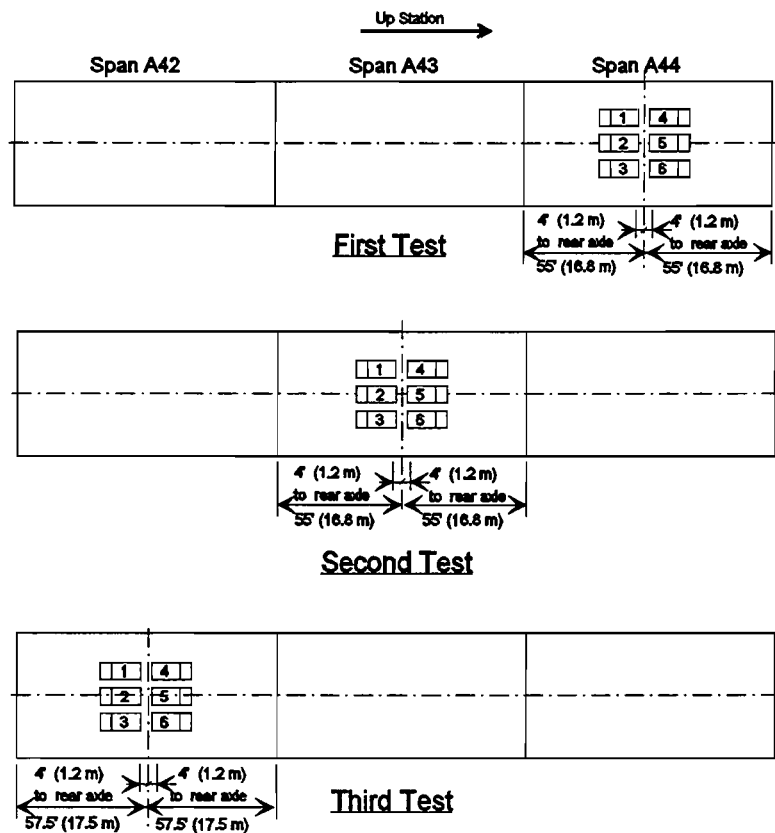 Up Station
Span A42 Span A43 Span A44
1 4
2 5
3 6
4' (1.2 m) 4' (1.2 m)
to rear axle to rear axle
55' (16.8 m) 55' (16.8 m)
First Test
1 4
2 5
3 6
4' (1.2 m) 4' (1.2 m)
to rear axle to rear axle
55' (16.8 m) 55' (16.8 m)
Second Test
1 4
2 5
3 6
4' (1.2 m) 4' (1.2 m)
to rear axle to rear axle
57.5' (17.5 m) 57.5' (17.5 m)
Third Test